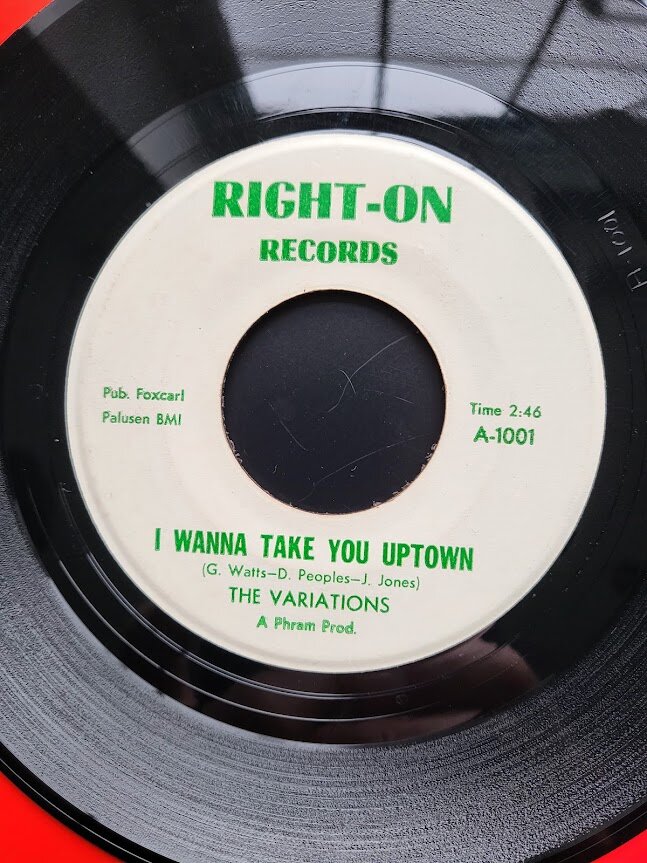 RIGHT-ON
RECORDS
Pub. Foxcarl
Palusen BMI
Time 2:46
A-1001
I WANNA TAKE YOU UPTOWN
(G. Watts—D. Peoples—J. Jones)
THE VARIATIONS
A Phram Prod.